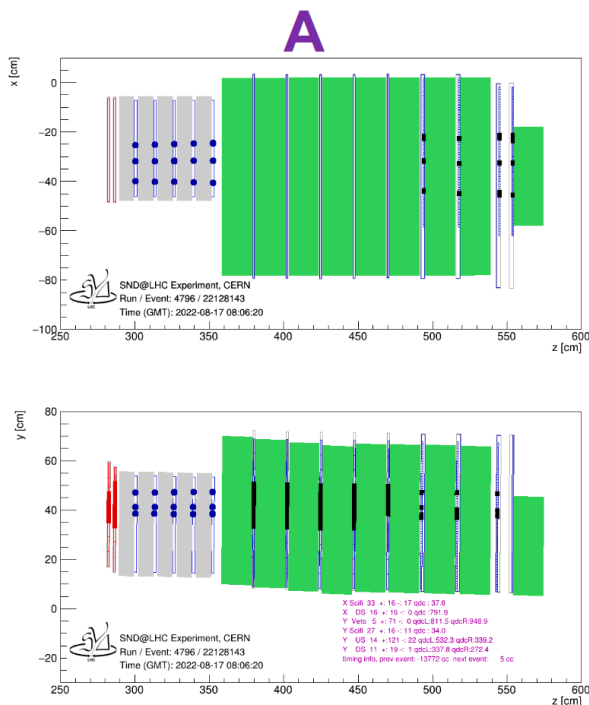 A
x [cm]
0
−20
−40
−60
−80
−100
SND@LHC Experiment, CERN
Run / Event: 4796 / 22128143
Time (GMT): 2022-08-17 08:06:20
LHC
250 300 350 400 450 500 550 600
z [cm]
y [cm]
80
60
40
20
0
−20
X Scifi 33 +: 16 -: 17 qdc : 37.6
X DS 16 +: 16 -: 0 qdc :791.9
Y Veto 5 +: 71 -: 0 qdcL:811.5 qdcR:948.9
Y Scifi 27 +: 16 -: 11 qdc : 34.0
Y US 14 +:121 -: 22 qdcL:532.3 qdcR:339.2
Y DS 11 +: 19 -: 1 qdcL:337.8 qdcR:272.4
timing info, prev event: -13772 cc next event: 5 cc
SND@LHC Experiment, CERN
Run / Event: 4796 / 22128143
Time (GMT): 2022-08-17 08:06:20
LHC
250 300 350 400 450 500 550 600
z [cm]